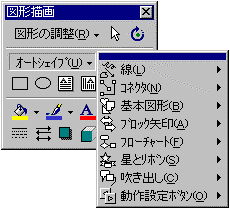 図形描画
図形の調整(R)
オートシェイプ(U)
線(L)
コネクタ(N)
基本図形(B)
ブロック矢印(A)
フローチャート(F)
星とリボン(S)
吹き出し(C)
動作設定ボタン(O)
A